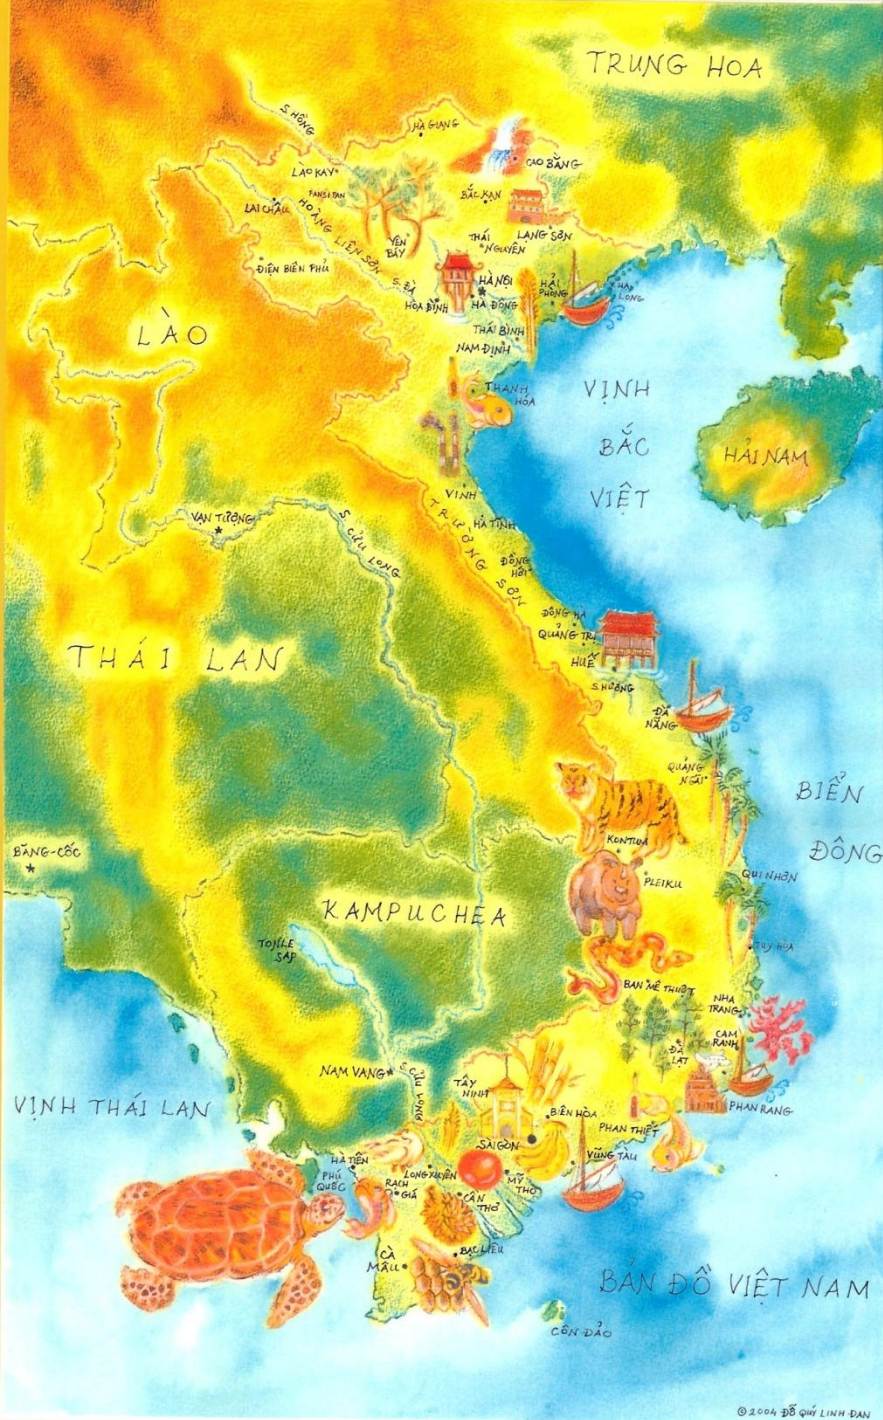 TRUNG HOA
S. HỒNG
HÀ GIANG
CAO BẰNG
LÀO KAY
FANSIPAN
BẮC KẠN
LAI CHÂU
HOÀNG LIÊN SƠN
YÊN
BÁY
THÁI
NGUYÊN
LẠNG SƠN
ĐIỆN BIÊN PHỦ
S. ĐÀ
HÀ NỘI
HẢI
PHÒNG
HẠ
LONG
HOÀ BÌNH
HÀ ĐÔNG
THÁI BÌNH
NAM ĐỊNH
LÀO
THANH
HÓA
VỊNH
BẮC
VIỆT
HẢI NAM
VINH
TRƯỜNG SƠN
HÀ TĨNH
VẠN TƯỢNG
S. CỬU LONG
ĐỒNG
HỚI
ĐÔNG HÀ
QUẢNG TRỊ
HUẾ
S. HƯƠNG
THÁI LAN
ĐÀ
NẴNG
QUẢNG
NGÃI
BIỂN
ĐÔNG
KONTUM
BĂNG-CỐC
PLEIKU
QUI NHƠN
KAMPUCHEA
TONLE
SAP
TUY HÒA
BAN MÊ THUỘT
NHA
TRANG
CAM
RANH
ĐÀ
LẠT
NAM VANG
S. CỬU LONG
TÂY
NINH
BIÊN HÒA
PHAN RANG
PHAN THIẾT
VỊNH THÁI LAN
SÀIGÒN
VŨNG TÀU
HÀ TIÊN
PHÚ
QUỐC
RẠCH
GIÁ
LONG XUYÊN
MỸ
THO
CẦN
THƠ
CÀ
MÂU
BẠC LIÊU
BẢN ĐỒ VIỆT NAM
CÔN ĐẢO
© 2004 ĐỖ QUÝ LINH ĐAN